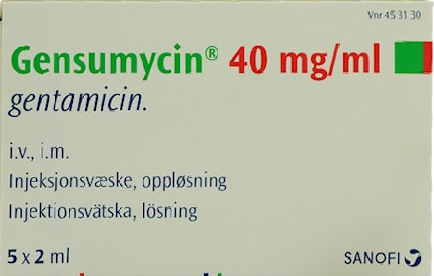 Vnr 45 31 30
Gensumycin® 40 mg/ml
gentamicin.
i.v., i.m.
Injeksjonsvæske, oppløsning
Injektionsvätska, lösning
5 x 2 ml
SANOFI